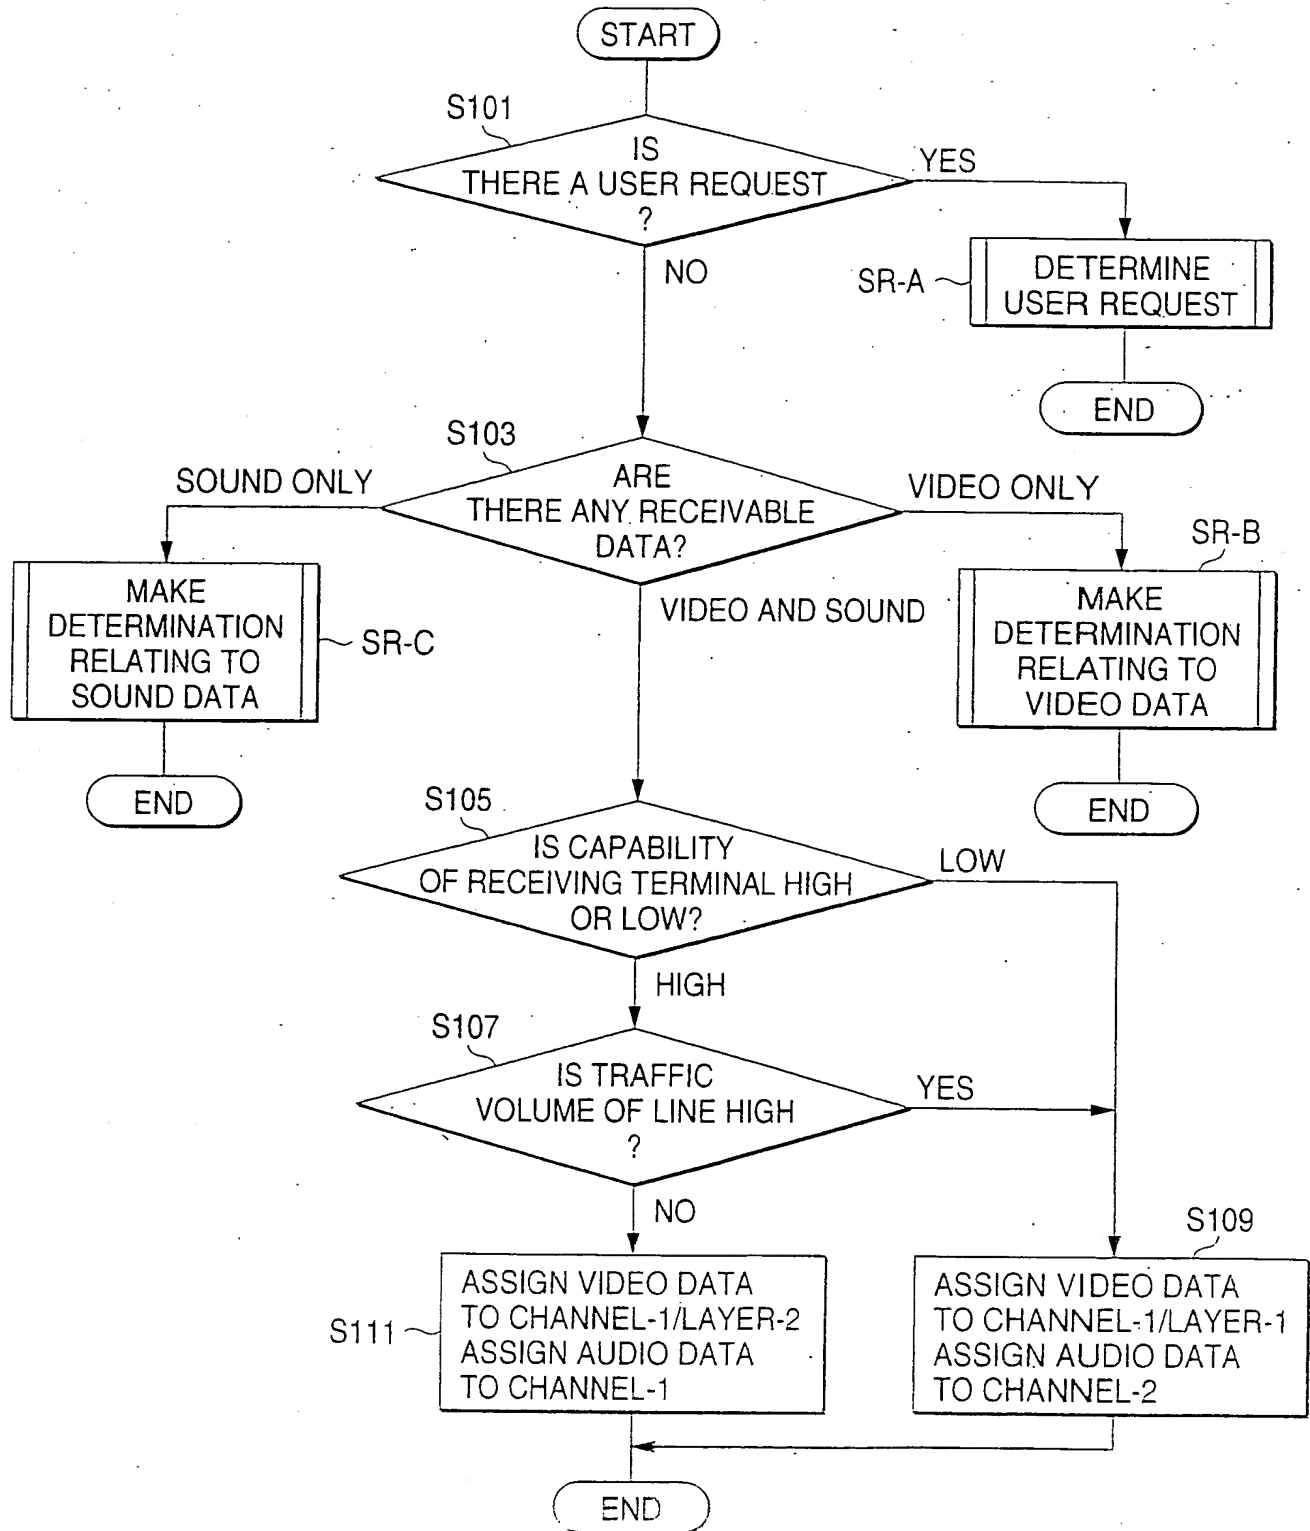 START
S101
IS
THERE A USER REQUEST
?
YES
NO
SR-A
DETERMINE
USER REQUEST
END
S103
ARE
THERE ANY RECEIVABLE
DATA?
SOUND ONLY
VIDEO ONLY
VIDEO AND SOUND
MAKE
DETERMINATION
RELATING TO
SOUND DATA
SR-C
END
SR-B
MAKE
DETERMINATION
RELATING TO
VIDEO DATA
END
S105
IS CAPABILITY
OF RECEIVING TERMINAL HIGH
OR LOW?
LOW
HIGH
S107
IS TRAFFIC
VOLUME OF LINE HIGH
?
YES
NO
S111
ASSIGN VIDEO DATA
TO CHANNEL-1/LAYER-2
ASSIGN AUDIO DATA
TO CHANNEL-1
S109
ASSIGN VIDEO DATA
TO CHANNEL-1/LAYER-1
ASSIGN AUDIO DATA
TO CHANNEL-2
END